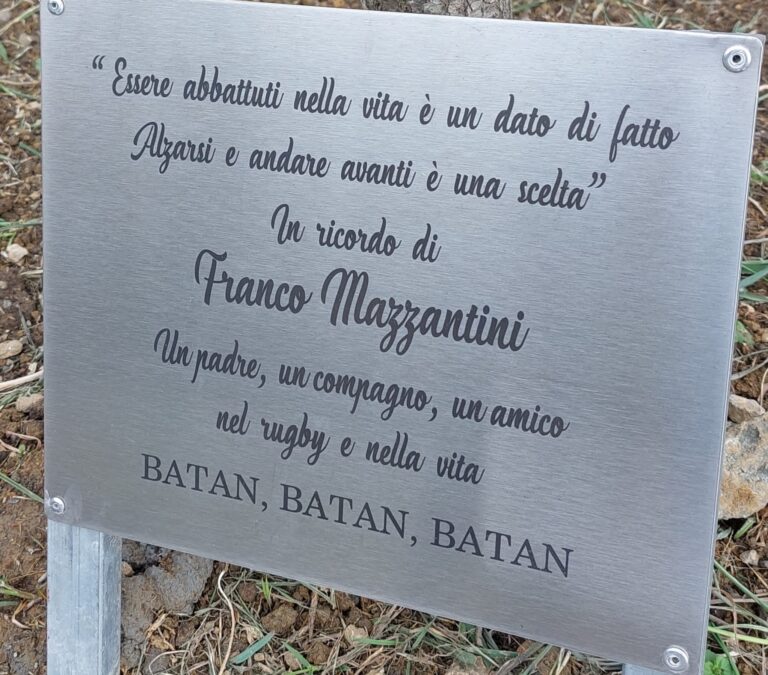 “Essere abbattuti nella vita è un dato di fatto
Alzarsi e andare avanti è una scelta”
In ricordo di
Franco Mazzantini
Un padre, un compagno, un amico
nel rugby e nella vita
BATAN, BATAN, BATAN